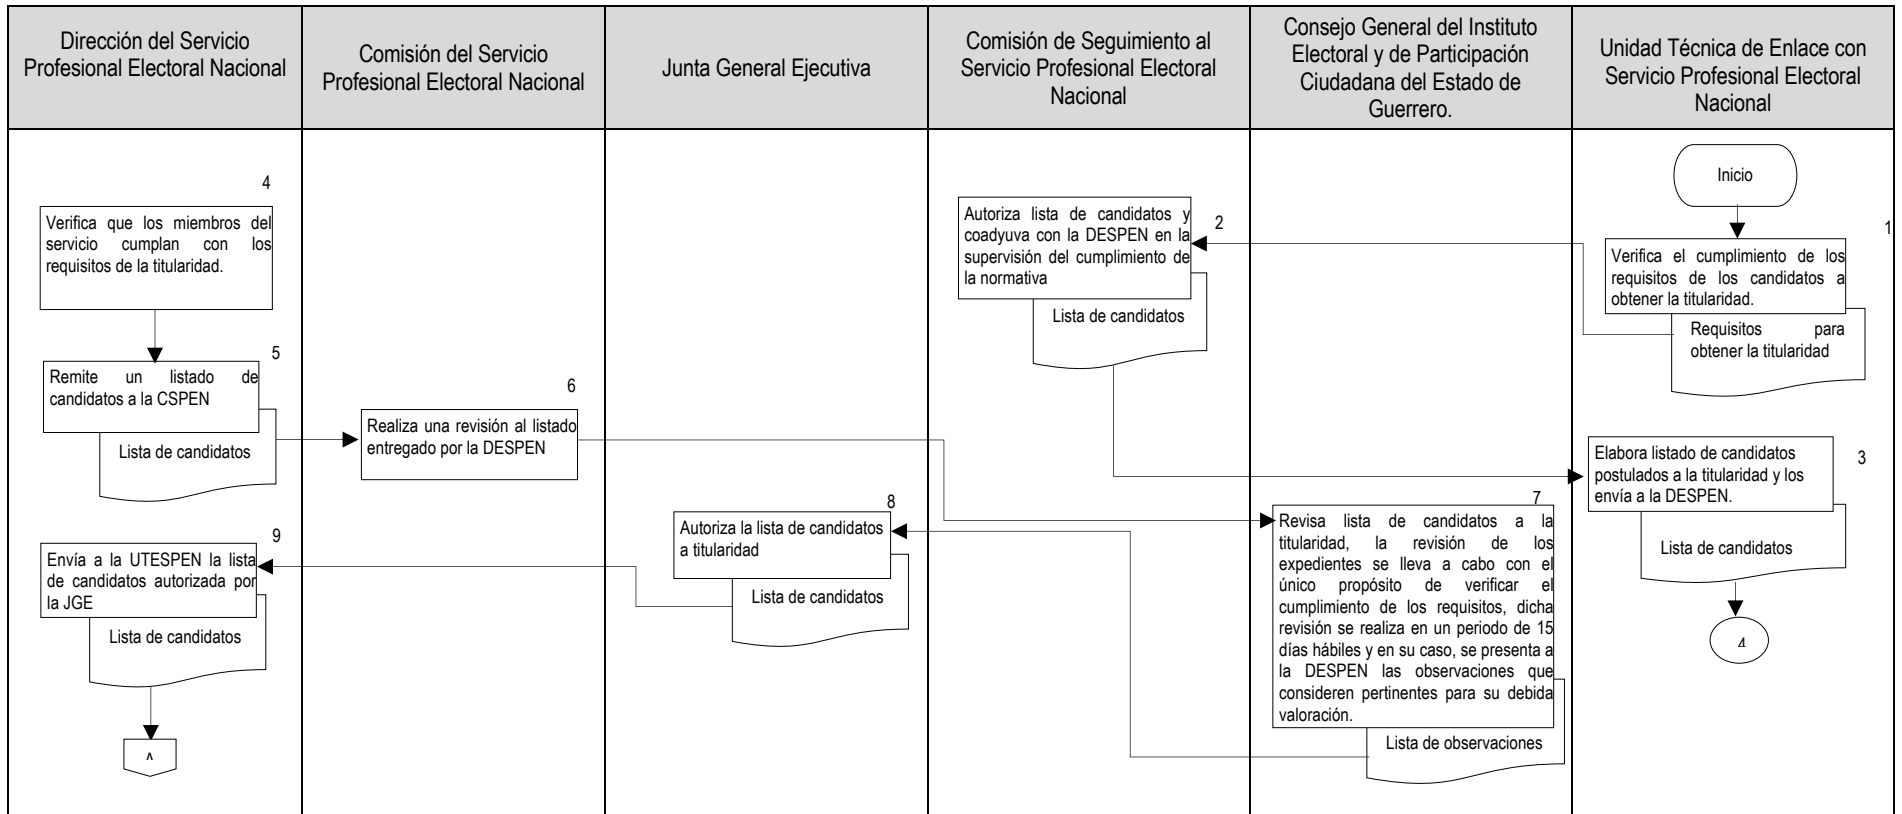 Dirección del Servicio
Profesional Electoral Nacional
Comisión del Servicio
Profesional Electoral Nacional
Junta General Ejecutiva
Comisión de Seguimiento al
Servicio Profesional Electoral
Nacional
Consejo General del Instituto
Electoral y de Participación
Ciudadana del Estado de
Guerrero.
Unidad Técnica de Enlace con
Servicio Profesional Electoral
Nacional
4
Verifica que los miembros del
servicio cumplan con los
requisitos de la titularidad.
5
Remite un listado de
candidatos a la CSPEN
Lista de candidatos
9
Envía a la UTESPEN la lista
de candidatos autorizada por
la JGE
Lista de candidatos
6
Realiza una revisión al listado
entregado por la DESPEN
8
Autoriza la lista de candidatos
a titularidad
Lista de candidatos
2
Autoriza lista de candidatos y
coadyuva con la DESPEN en la
supervisión del cumplimiento de
la normativa
Lista de candidatos
7
Revisa lista de candidatos a la
titularidad, la revisión de los
expedientes se lleva a cabo con el
único propósito de verificar el
cumplimiento de los requisitos, dicha
revisión se realiza en un periodo de 15
días hábiles y en su caso, se presenta a
la DESPEN las observaciones que
consideren pertinentes para su debida
valoración.
Lista de observaciones
Inicio
1
Verifica el cumplimiento de los
requisitos de los candidatos a
obtener la titularidad.
Requisitos para
obtener la titularidad
3
Elabora listado de candidatos
postulados a la titularidad y los
envía a la DESPEN.
Lista de candidatos
4